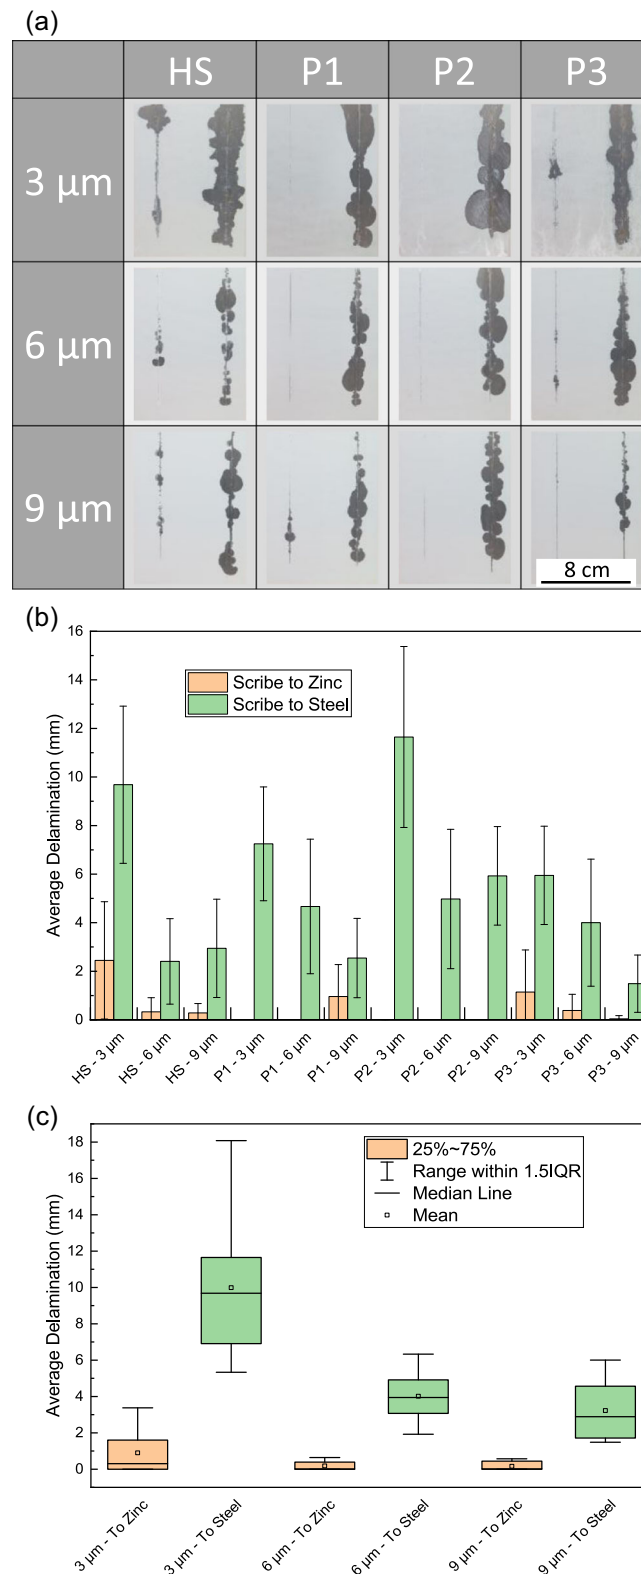 (a)
HS P1 P2 P3
3 μm
6 μm
9 μm
8 cm
(b)
16
14
12
10
8
6
4
2
0
Average Delamination (mm)
Scribe to Zinc
Scribe to Steel
HS - 3 μm
HS - 6 μm
HS - 9 μm
P1 - 3 μm
P1 - 6 μm
P1 - 9 μm
P2 - 3 μm
P2 - 6 μm
P2 - 9 μm
P3 - 3 μm
P3 - 6 μm
P3 - 9 μm
(c)
18
16
14
12
10
8
6
4
2
0
Average Delamination (mm)
25%~75%
Range within 1.5IQR
Median Line
Mean
3 μm - To Zinc
3 μm - To Steel
6 μm - To Zinc
6 μm - To Steel
9 μm - To Zinc
9 μm - To Steel